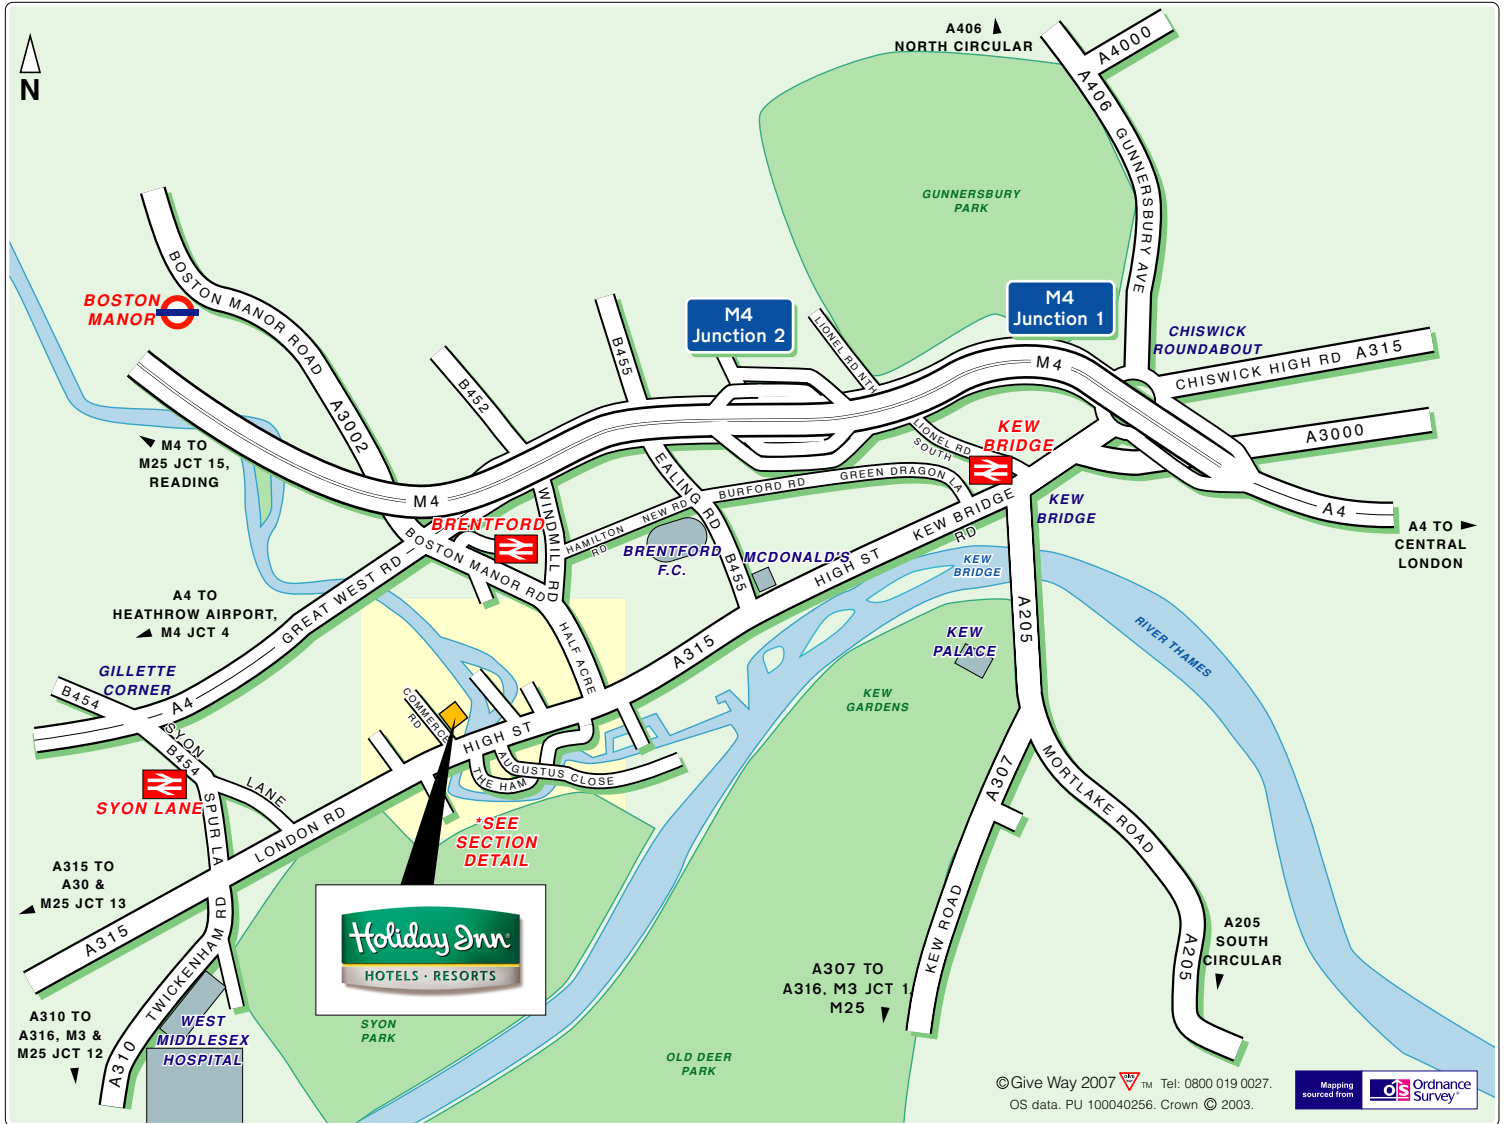 A406
NORTH CIRCULAR
A4000
N
A406
GUNNERSBURY AVE
GUNNERSBURY
PARK
BOSTON MANOR ROAD
BOSTON
MANOR
M4
Junction 2
M4
Junction 1
LIONEL RD NTH
CHISWICK
ROUNDABOUT
CHISWICK HIGH RD A315
B455
B452
A3002
M4
LIONEL RD
SOUTH
KEW
BRIDGE
A3000
M4 TO
M25 JCT 15,
READING
M4
EALING RD
GREEN DRAGON LA
BURFORD RD
NEW RD
HAMILTON
RD
WINDMILL RD
BRENTFORD
BOSTON MANOR RD
KEW
BRIDGE
KEW BRIDGE
RD
A4
A4 TO
CENTRAL
LONDON
BRENTFORD
F.C.
MCDONALD'S
B455
HIGH ST
KEW
BRIDGE
A4 TO
HEATHROW AIRPORT,
M4 JCT 4
GREAT WEST RD
HALF ACRE
A315
A205
KEW
PALACE
RIVER THAMES
GILLETTE
CORNER
B454
A4
COMMERCE
RD
HIGH ST
KEW
GARDENS
SYON
B454
LANE
THE HAM
AUGUSTUS CLOSE
SYON LANE
SPUR LA
LONDON RD
*SEE
SECTION
DETAIL
A307
MORTLAKE ROAD
A315 TO
A30 &
M25 JCT 13
A315
TWICKENHAM RD
Holiday Inn®
HOTELS · RESORTS
KEW ROAD
A205
A205
SOUTH
CIRCULAR
A307 TO
A316, M3 JCT 1,
M25
A310 TO
A316, M3 &
M25 JCT 12
A310
WEST
MIDDLESEX
HOSPITAL
SYON
PARK
OLD DEER
PARK
©Give Way 2007 GIVE WAY TM Tel: 0800 019 0027.
OS data. PU 100040256. Crown © 2003.
Mapping
sourced from
OS Ordnance
Survey®